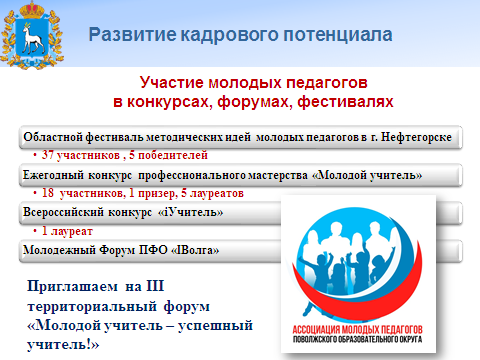 Развитие кадрового потенциала
Участие молодых педагогов
в конкурсах, форумах, фестивалях
Областной фестиваль методических идей молодых педагогов в г. Нефтегорске
• 37 участников , 5 победителей
Ежегодный конкурс профессионального мастерства «Молодой учитель»
• 18 участников, 1 призер, 5 лауреатов
Всероссийский конкурс «iУчитель»
• 1 лауреат
Молодежный Форум ПФО «IВолга»
Приглашаем на III
территориальный форум
«Молодой учитель – успешный
учитель!»
АССОЦИАЦИЯ МОЛОДЫХ ПЕДАГОГОВ
ПОВОЛЖСКОГО ОБРАЗОВАТЕЛЬНОГО ОКРУГА